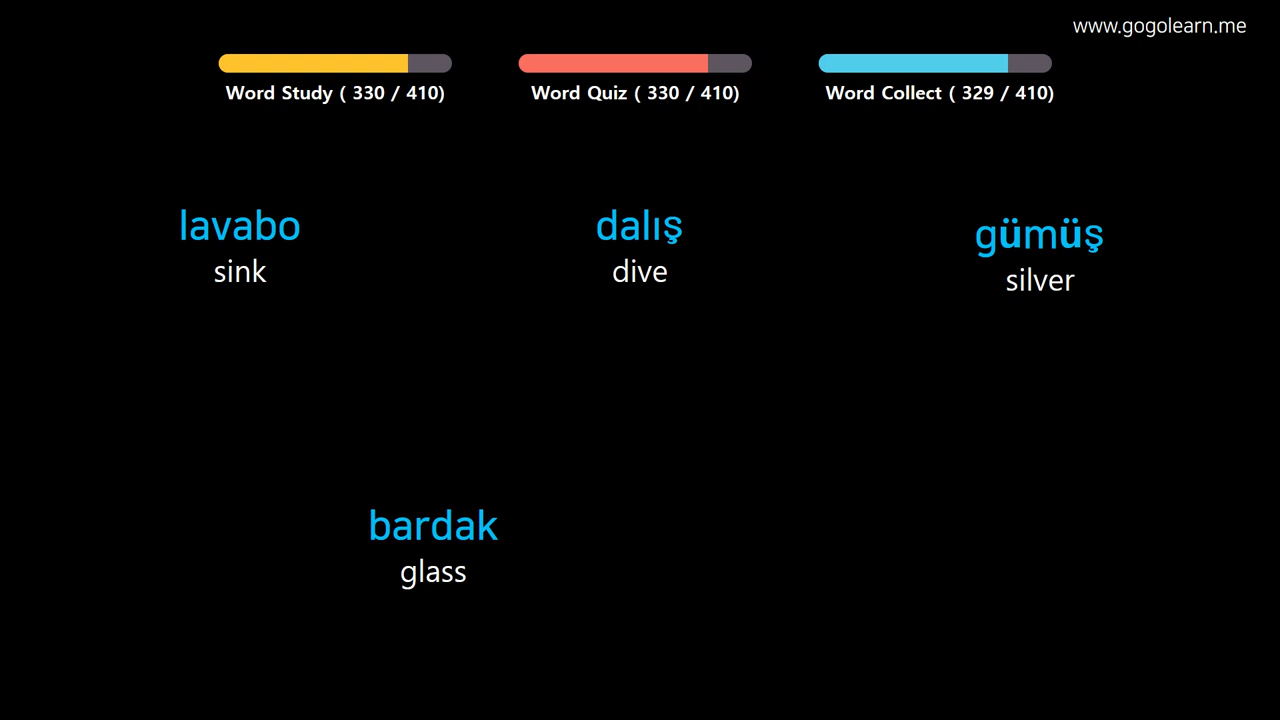 www.gogolearn.me
Word Study ( 330 / 410)
Word Quiz ( 330 / 410)
Word Collect ( 329 / 410)
lavabo
sink
dalış
dive
gümüş
silver
bardak
glass